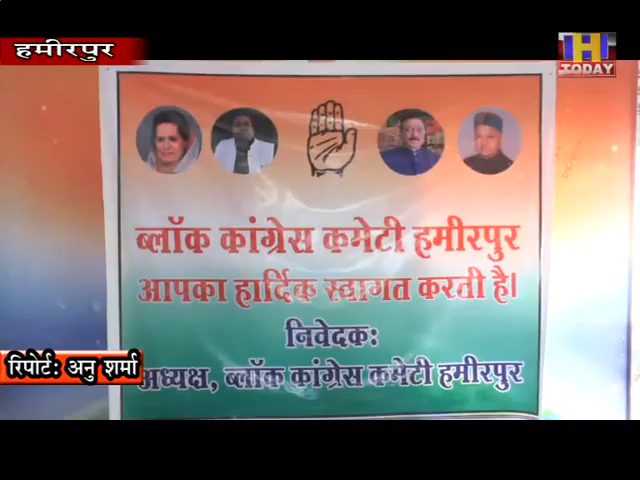 हमीरपुर
H
TODAY
ब्लॉक कांग्रेस कमेटी हमीरपुर
आपका हार्दिक स्वागत करती है।
निवेदकः
अध्यक्ष, ब्लॉक कांग्रेस कमेटी हमीरपुर
रिपोर्टः अनु शर्मा